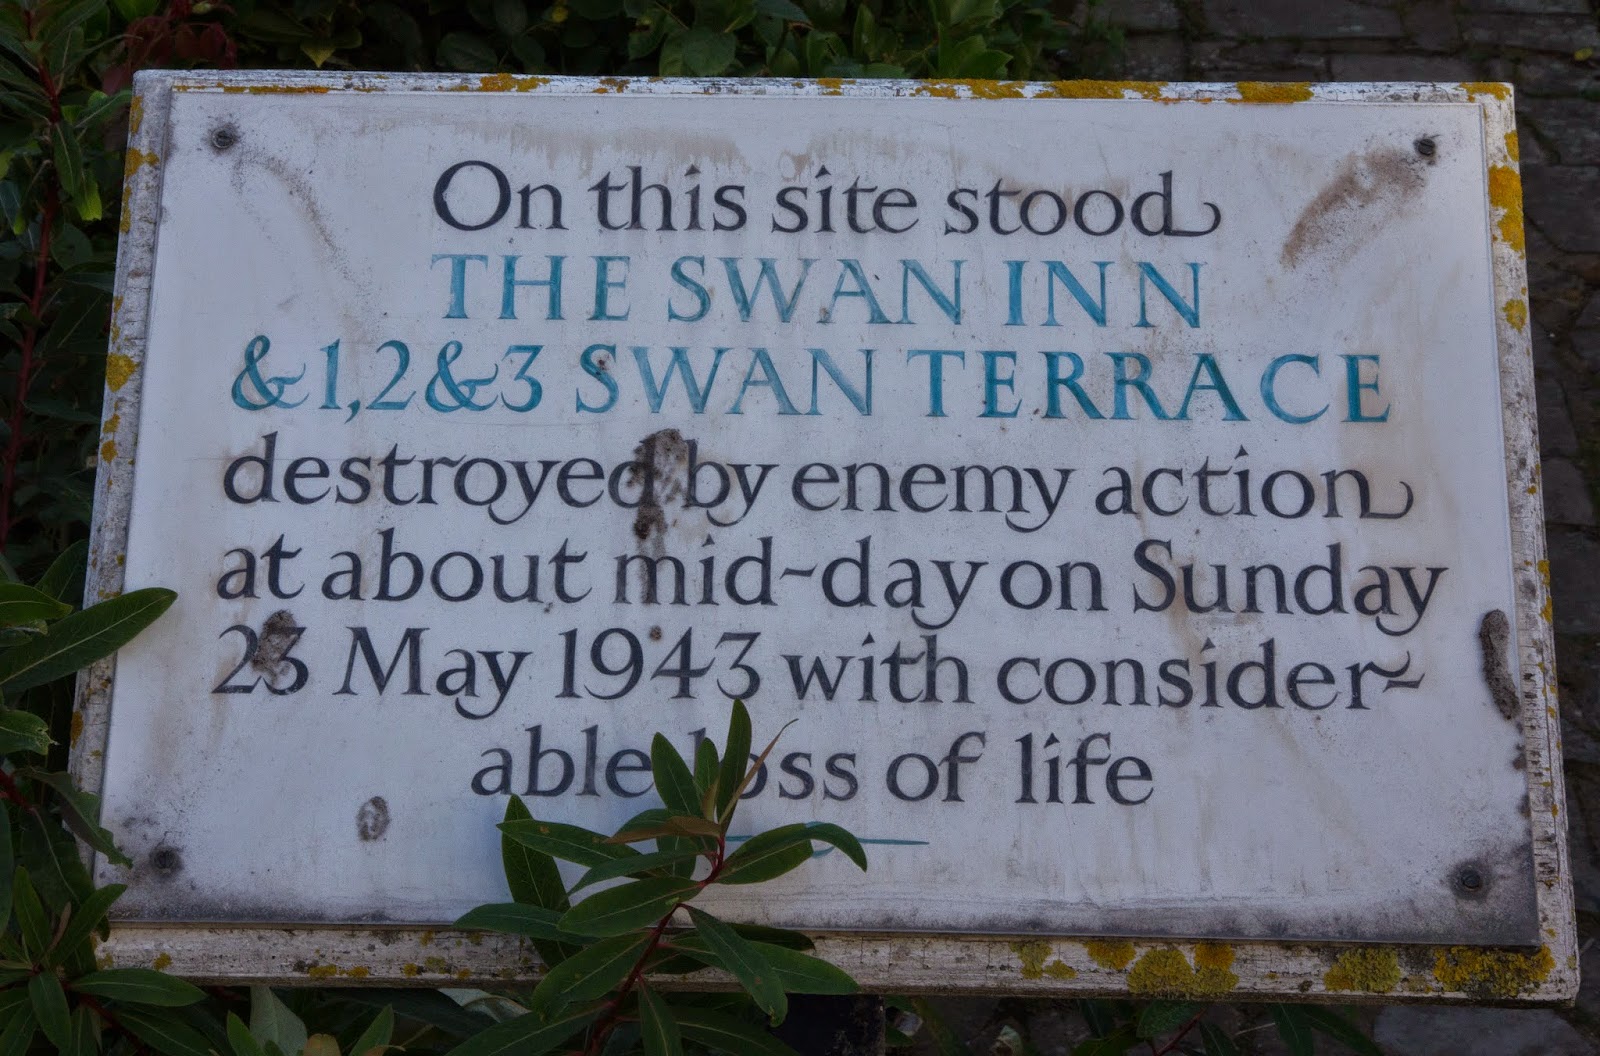 On this site stood
THE SWAN INN
&1,2&3 SWAN TERRACE
destroyed by enemy action
at about mid-day on Sunday
23 May 1943 with consider-
able loss of life